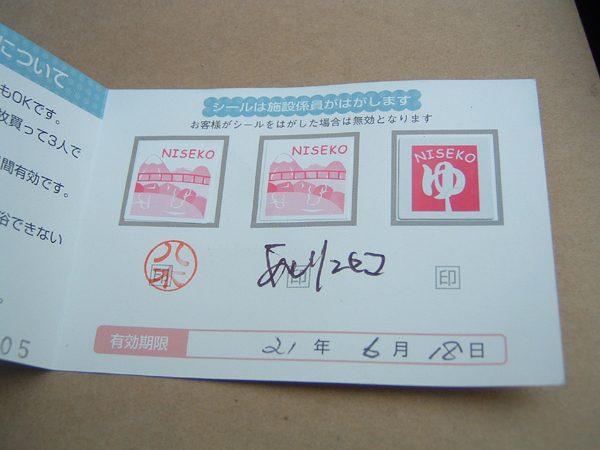 について
もOKです。
枚買って3人で
間有効です。
浴できない
。
05
シールは施設係員がはがします
お客様がシールをはがした場合は無効となります
NISEKO
NISEKO
NISEKO
ゆ
印
印
印
有効期限 21年 6月 18日